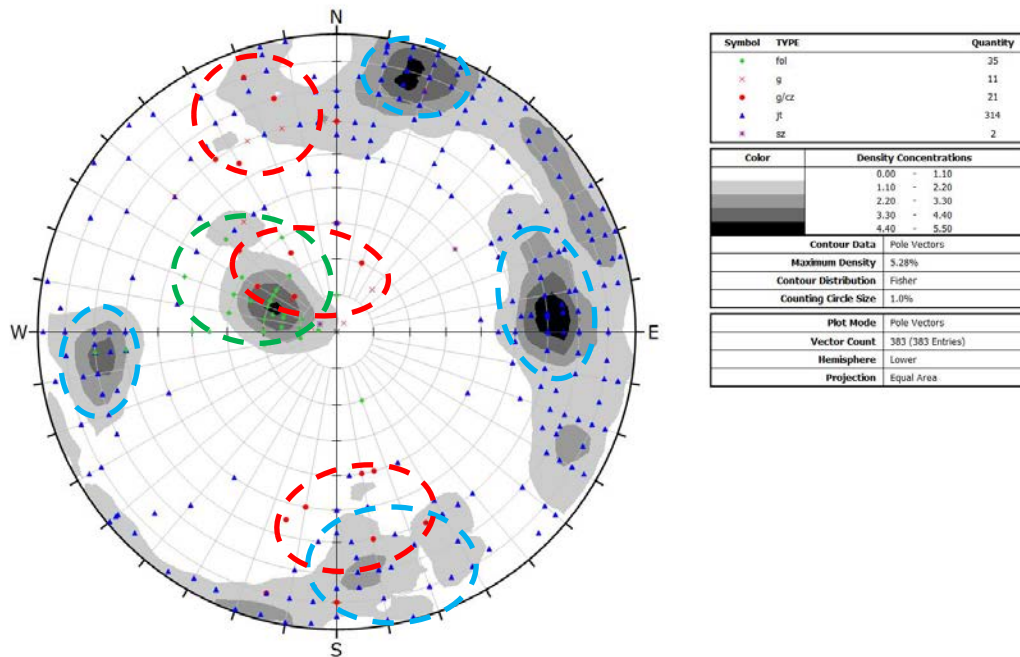 N
W
E
S
Symbol TYPE Quantity
fol 35
g 11
g/cz 21
jt 314
sz 2
Color Density Concentrations
0.00 - 1.10
1.10 - 2.20
2.20 - 3.30
3.30 - 4.40
4.40 - 5.50
Contour Data Pole Vectors
Maximum Density 5.28%
Contour Distribution Fisher
Counting Circle Size 1.0%
Plot Mode Pole Vectors
Vector Count 383 (383 Entries)
Hemisphere Lower
Projection Equal Area